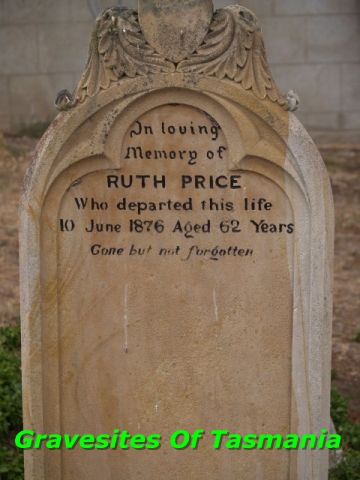 In loving
Memory of
RUTH PRICE
Who departed this life
10 June 1876 Aged 62 Years
Gone but not forgotten
Gravesites Of Tasmania